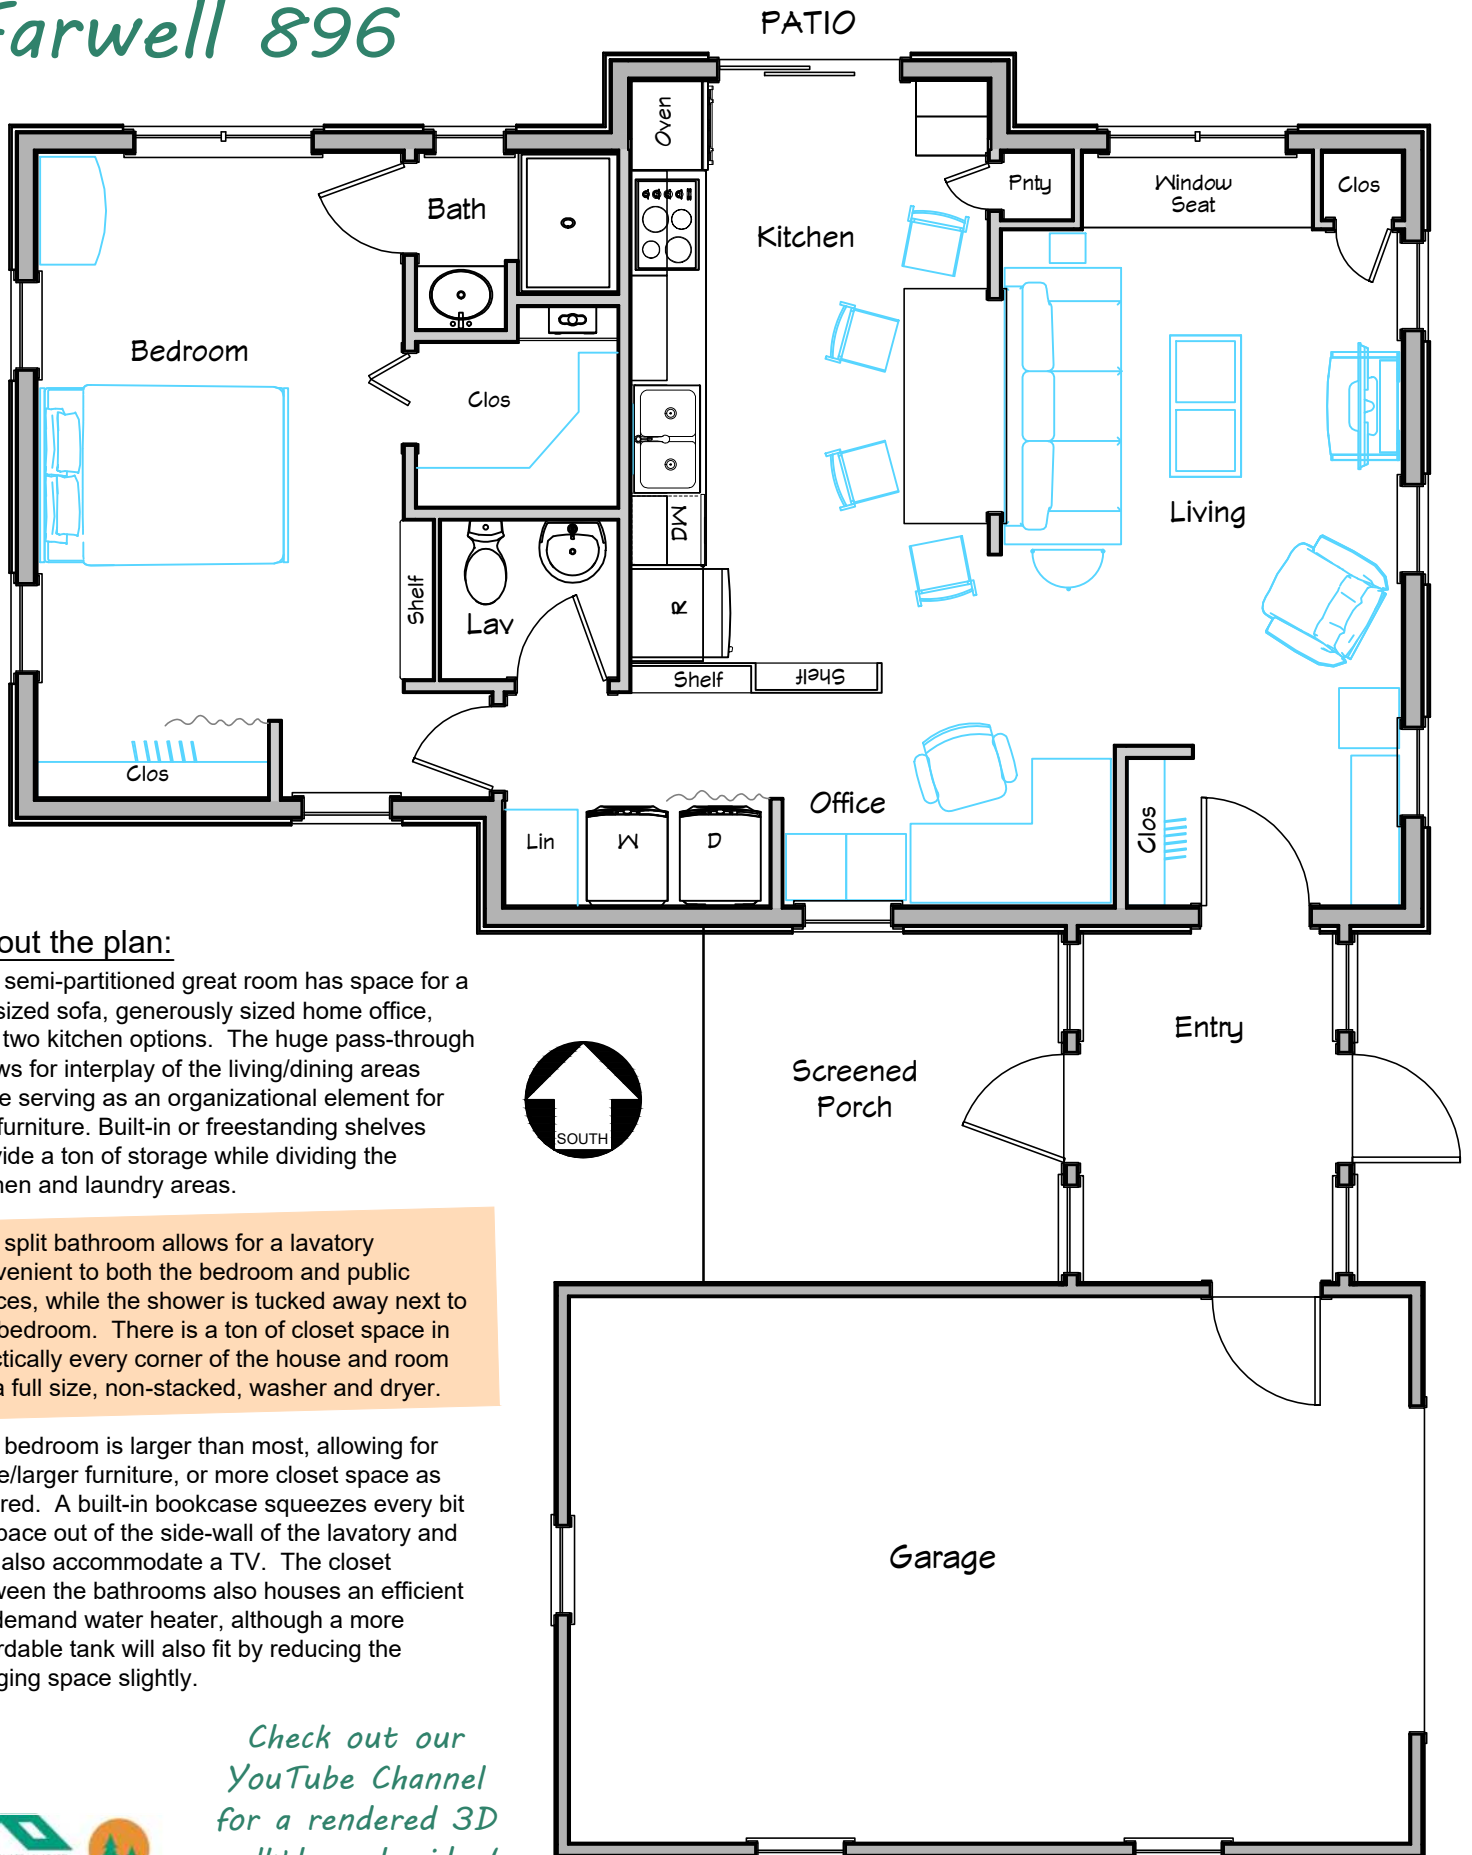 Farwell 896
PATIO
Oven
Bath
Kitchen
Pnty
Window
Seat
Clos
Bedroom
Clos
DW
Living
Shelf
Lav
R
Shelf
Shelf
Clos
Office
Lin
W
D
Clos
out the plan:
semi-partitioned great room has space for a
sized sofa, generously sized home office,
two kitchen options. The huge pass-through
ws for interplay of the living/dining areas
e serving as an organizational element for
furniture. Built-in or freestanding shelves
vide a ton of storage while dividing the
hen and laundry areas.
Entry
Screened
Porch
SOUTH
split bathroom allows for a lavatory
venient to both the bedroom and public
ces, while the shower is tucked away next to
bedroom. There is a ton of closet space in
ctically every corner of the house and room
a full size, non-stacked, washer and dryer.
bedroom is larger than most, allowing for
e/larger furniture, or more closet space as
red. A built-in bookcase squeezes every bit
pace out of the side-wall of the lavatory and
also accommodate a TV. The closet
ween the bathrooms also houses an efficient
demand water heater, although a more
rdable tank will also fit by reducing the
ging space slightly.
Garage
Check out our
YouTube Channel
for a rendered 3D